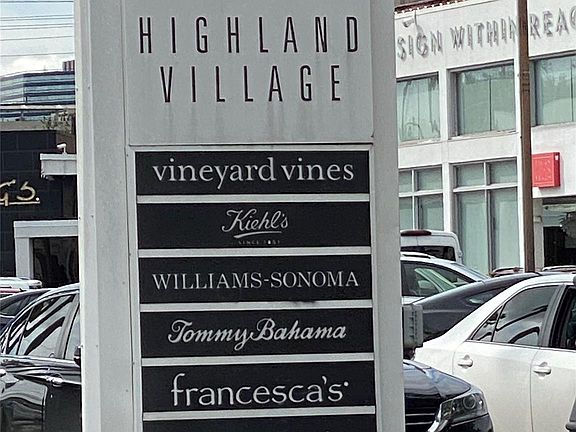 HIGHLAND
VILLAGE
SIGN WITHIN REAC
vineyard vines
Kiehl's
SINCE 1851
WILLIAMS-SONOMA
Tommy Bahama
francesca's